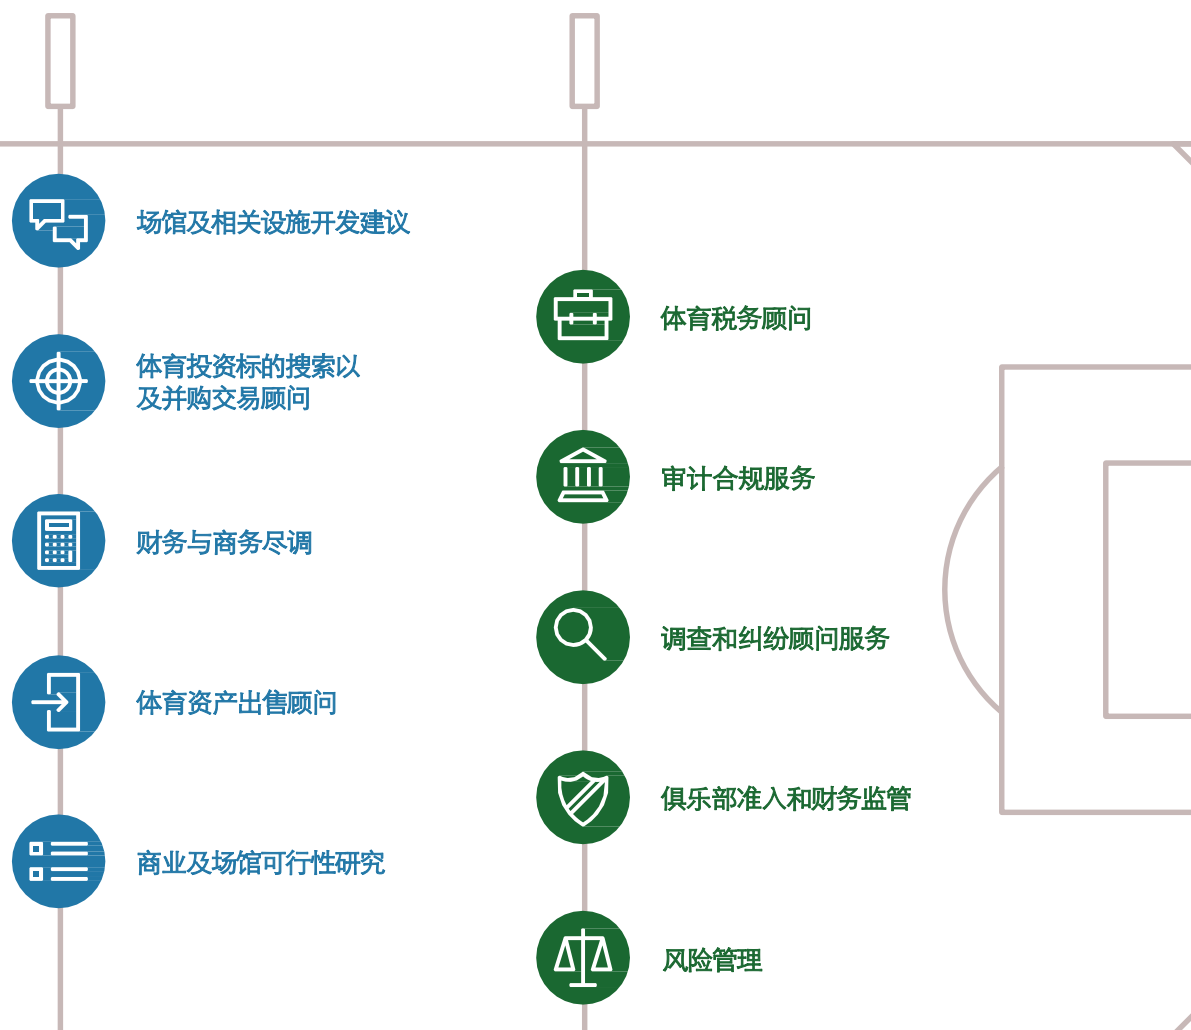 场馆及相关设施开发建议
体育投资标的搜索以
及并购交易顾问
财务与商务尽调
体育资产出售顾问
商业及场馆可行性研究
体育税务顾问
审计合规服务
调查和纠纷顾问服务
俱乐部准入和财务监管
风险管理